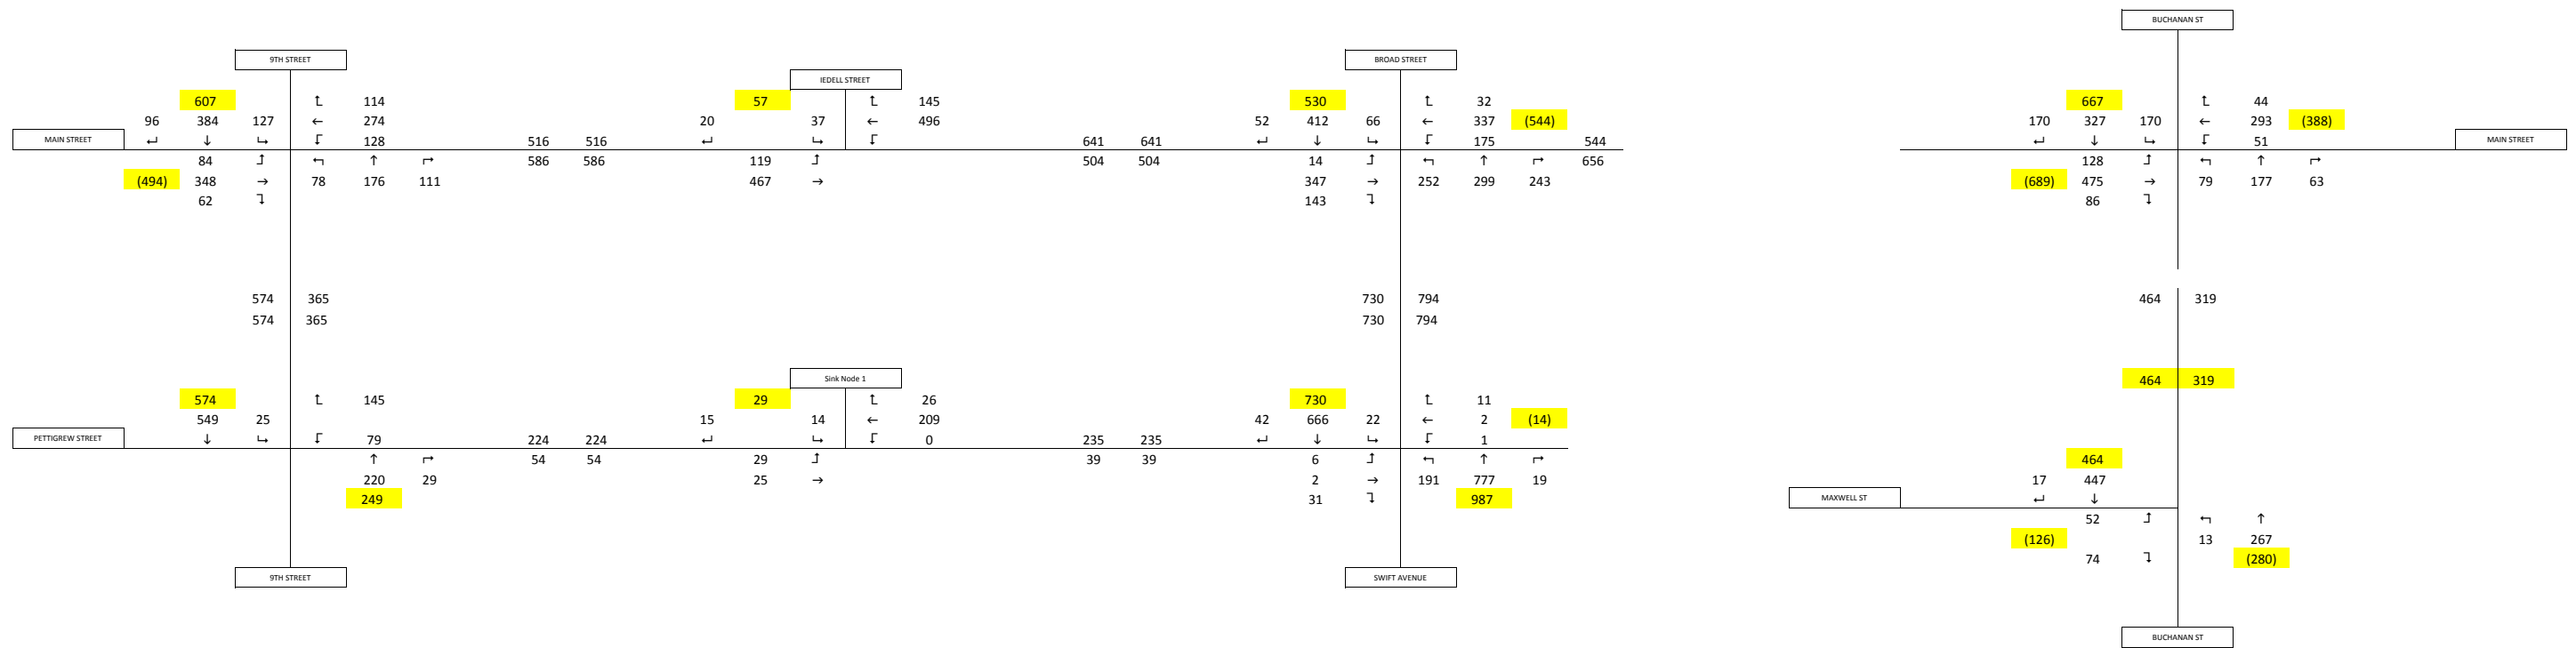 BUCHANAN ST
9TH STREET BROAD STREET
IEDELL STREET
607 ↰ 114 57 ↰ 145 530 ↰ 32 667 ↰ 44
96 384 127 ← 274 20 37 ← 496 52 412 66 ← 337 (544) 170 327 170 ← 293 (388)
MAIN STREET ↵ ↓ ↳ ↓ 128 516 516 ↵ ↳ ↓ 641 641 ↵ ↓ ↳ ↓ 175 544 ↵ ↓ ↳ ↓ 51 MAIN STREET
84 ↑ ↰ ↑ ↱ 586 586 119 ↑ 504 504 14 ↑ ↰ ↑ ↱ 656 128 ↑ ↰ ↑ ↱
(494) 348 → 78 176 111 467 → 347 → 252 299 243 (689) 475 → 79 177 63
62 ↴ 143 ↴ 86 ↴
574 365 730 794 464 319
574 365 730 794
Sink Node 1 464 319
574 ↰ 145 29 ↰ 26 730 ↰ 11
549 25 15 14 ← 209 42 666 22 ← 2 (14)
PETTIGREW STREET ↓ ↳ ↓ 79 224 224 ↵ ↳ ↓ 0 235 235 ↵ ↓ ↳ ↓ 1
↑ ↱ 54 54 29 ↑ 39 39 6 ↑ ↰ ↑ ↱ 464
220 29 25 → 2 → 191 777 19 17 447
249 31 ↴ 987 MAXWELL ST ↵ ↓
52 ↑ ↰ ↑
(126) 13 267
74 ↴ (280)
9TH STREET SWIFT AVENUE
BUCHANAN ST